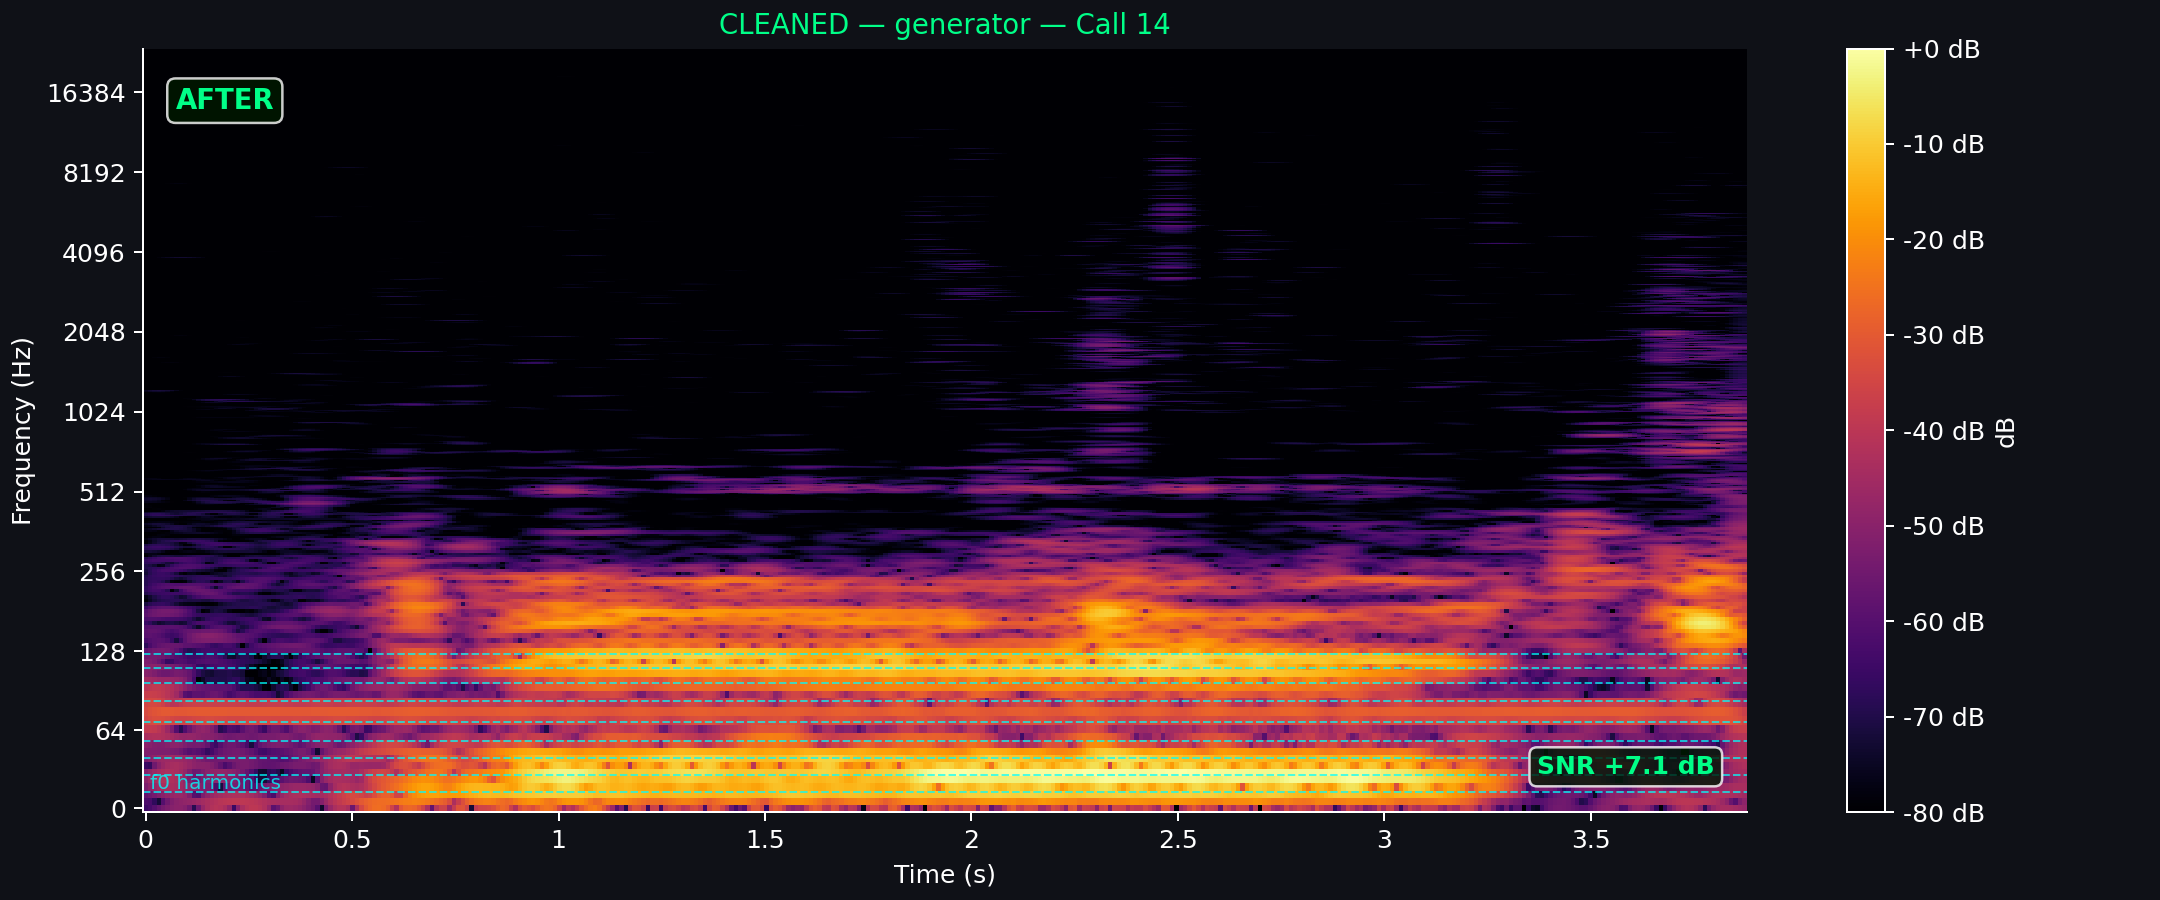 CLEANED — generator — Call 14
AFTER
Frequency (Hz)
16384
8192
4096
2048
1024
512
256
128
64
0
f0 harmonics
SNR +7.1 dB
0 0.5 1 1.5 2 2.5 3 3.5
Time (s)
+0 dB
-10 dB
-20 dB
-30 dB
-40 dB
-50 dB
-60 dB
-70 dB
-80 dB
dB